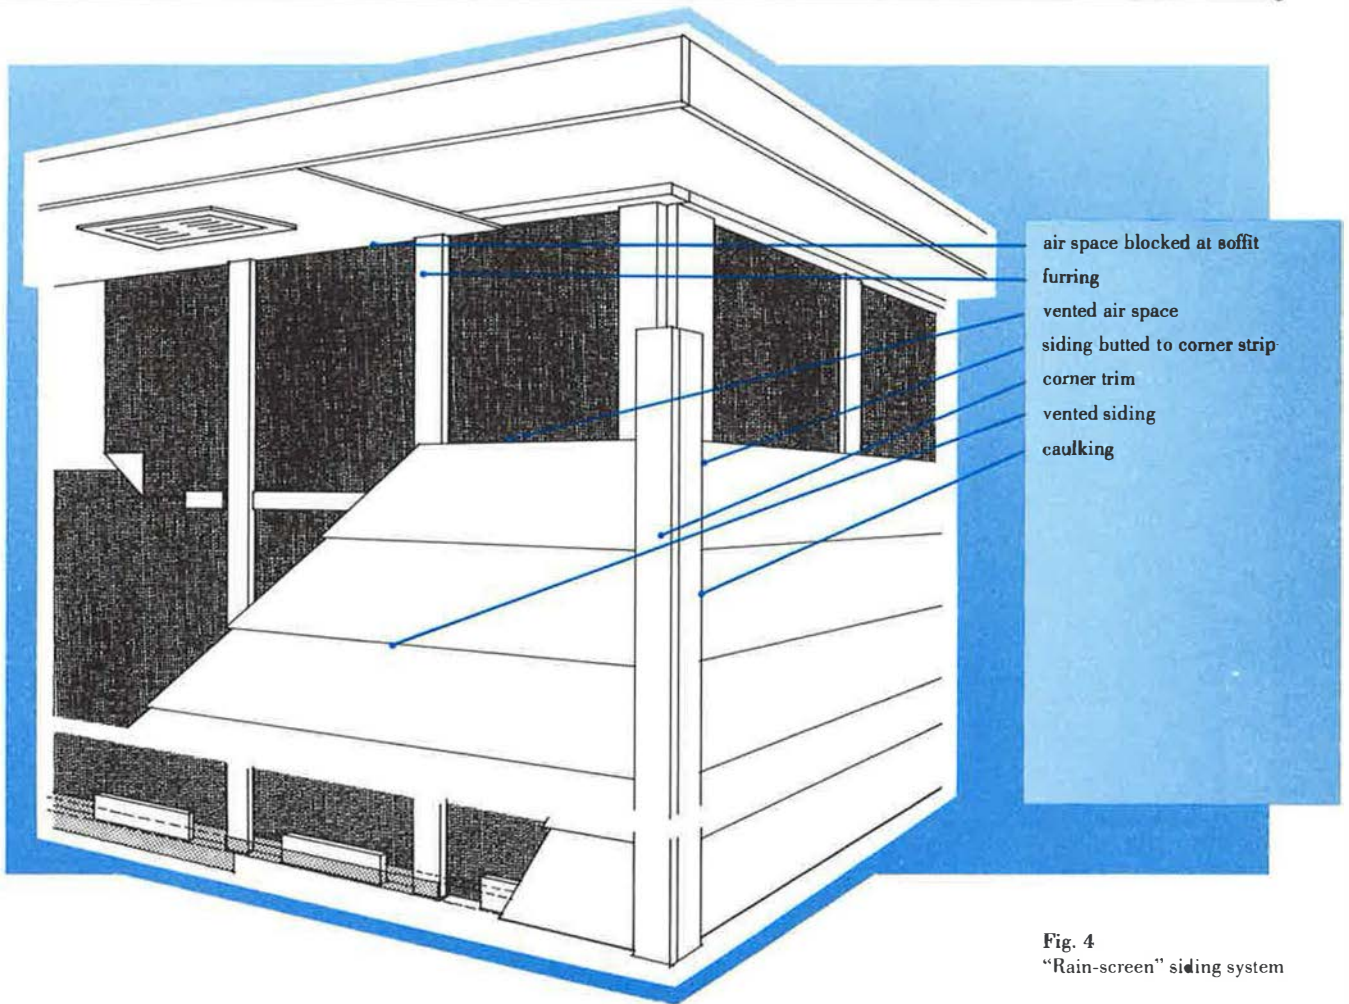 air space blocked at soffit
furring
vented air space
siding butted to corner strip
corner trim
vented siding
caulking
Fig. 4
“Rain-screen” siding system